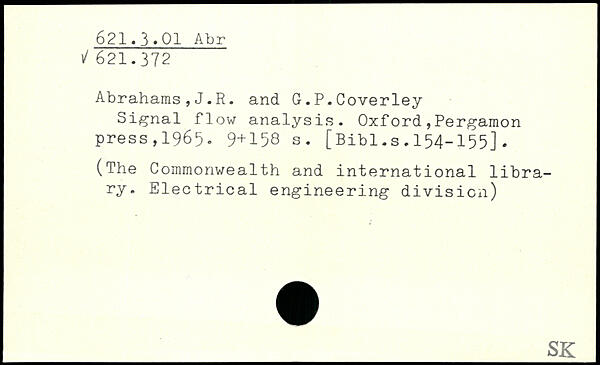 621.3.01 Abr
√ 621.372
Abrahams,J.R. and G.P.Coverley
Signal flow analysis. Oxford,Pergamon
press,1965. 9+158 s. [Bibl.s.154-155].
(The Commonwealth and international libra-
ry. Electrical engineering division)
SK